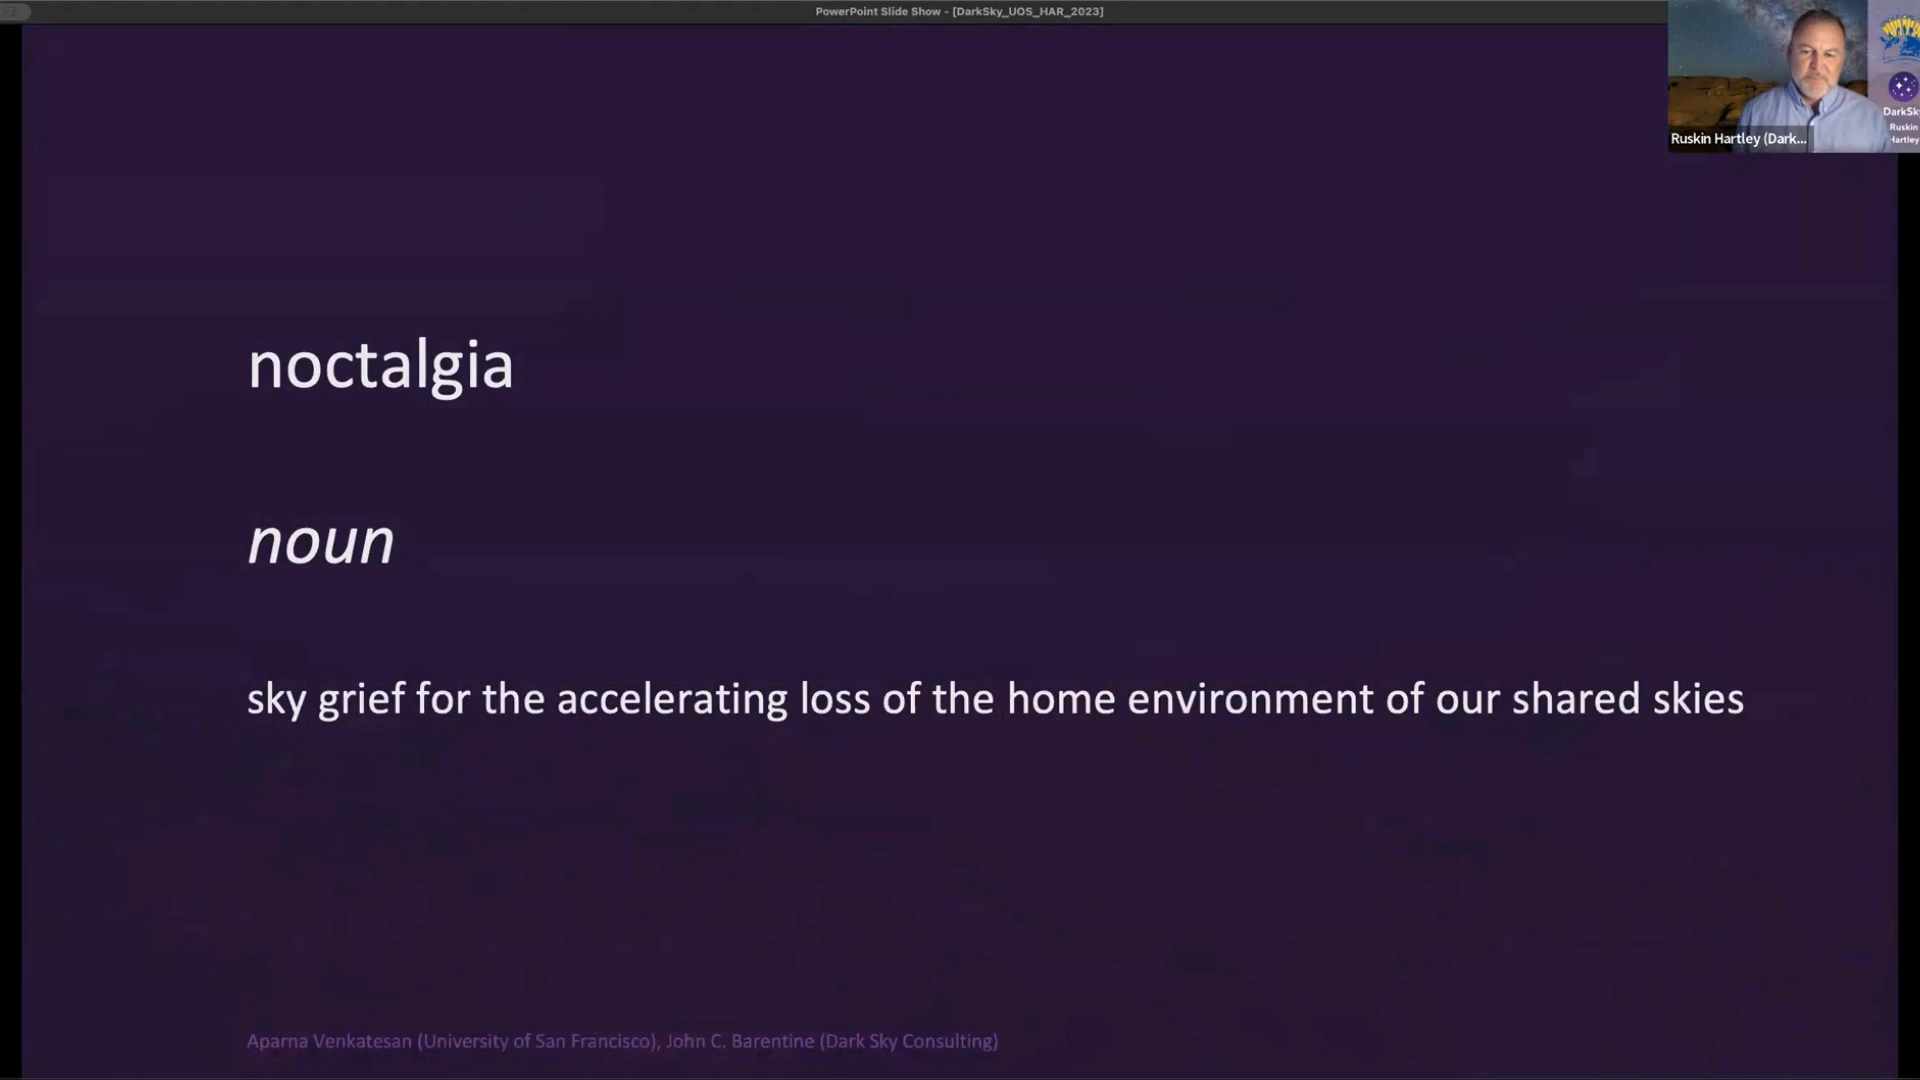 PowerPoint Slide Show - [DarkSky_UOS_HAR_2023]
Ruskin Hartley (Dark...
DarkSky
Ruskin
Hartley
noctalgia
noun
sky grief for the accelerating loss of the home environment of our shared skies
Aparna Venkatesan (University of San Francisco), John C. Barentine (Dark Sky Consulting)